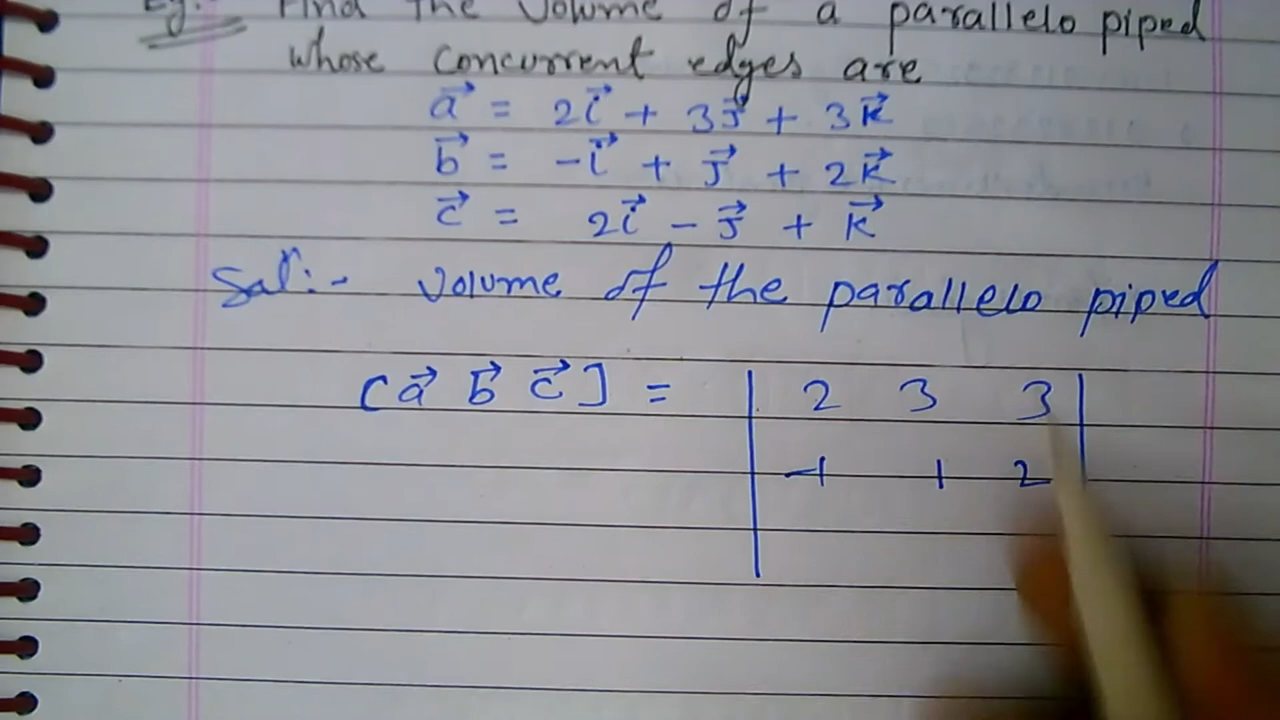 Eg:- Find the volume of a parallelo piped
whose concurrent edges are
a⃗ = 2i⃗ + 3j⃗ + 3k⃗
b⃗ = -i⃗ + j⃗ + 2k⃗
c⃗ = 2i⃗ - j⃗ + k⃗
Sol:- volume of the parallelo piped
[a⃗ b⃗ c⃗] = | 2 3 3 |
-1 1 2